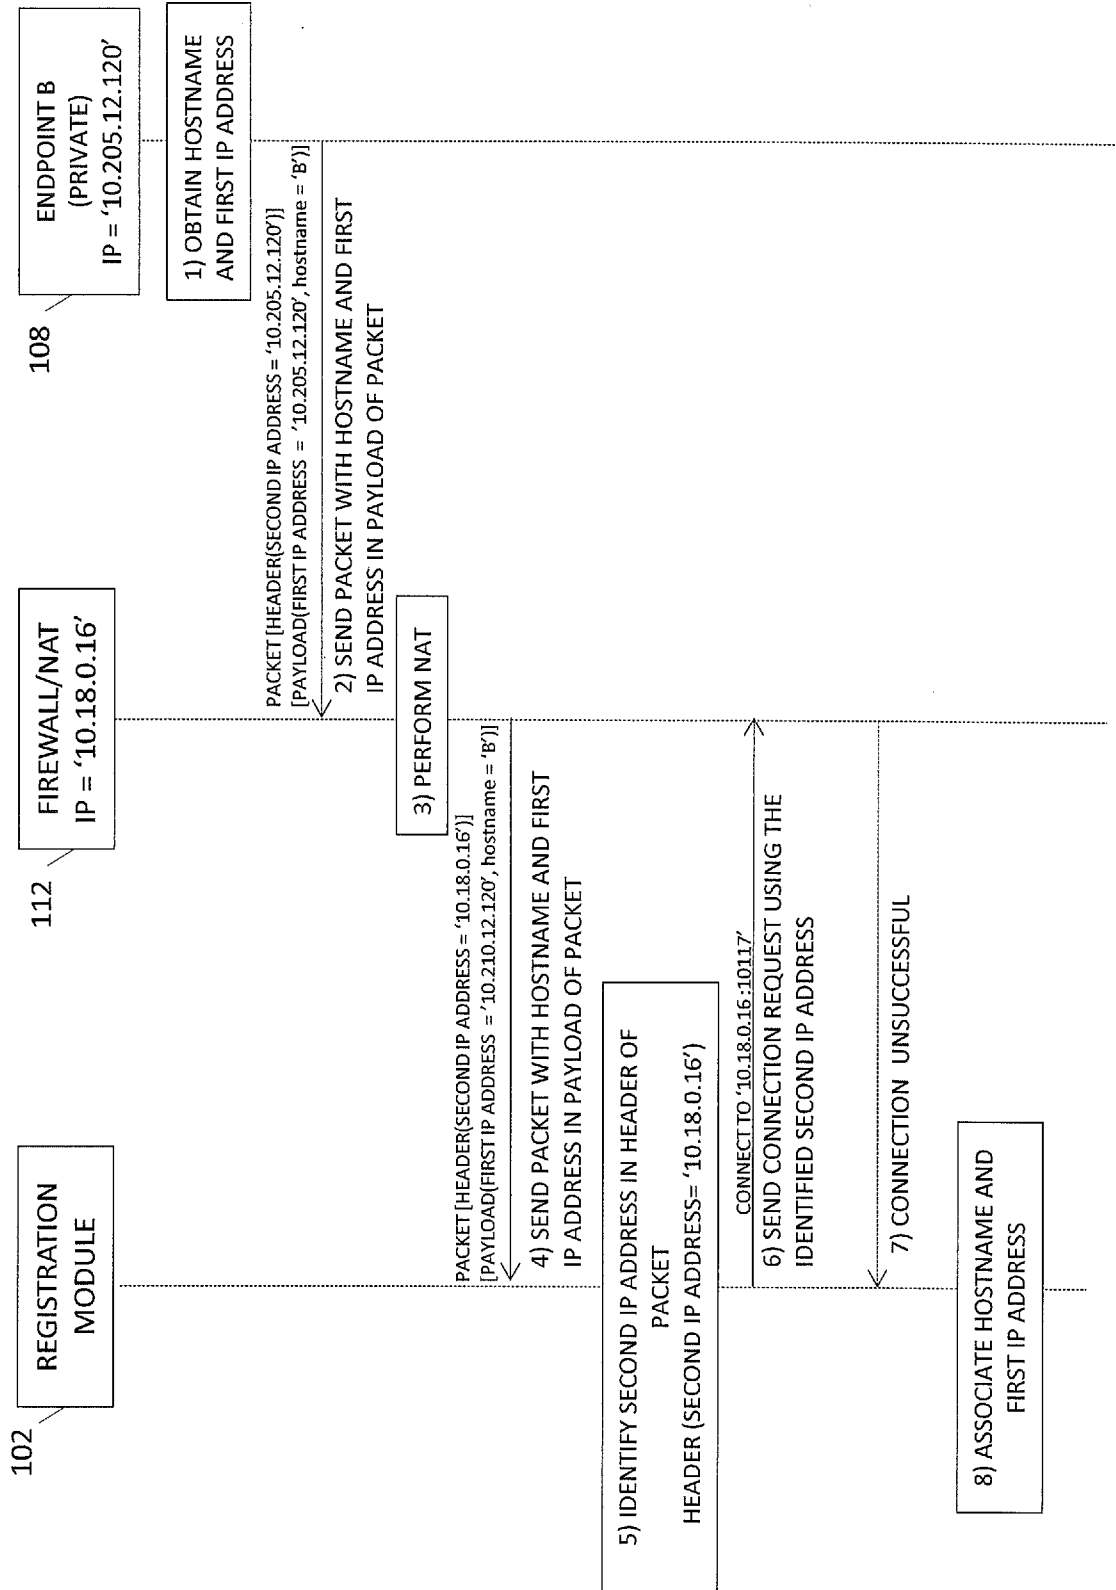 102
REGISTRATION
MODULE
112
FIREWALL/NAT
IP = ‘10.18.0.16’
108
ENDPOINT B
(PRIVATE)
IP = ‘10.205.12.120’
1) OBTAIN HOSTNAME
AND FIRST IP ADDRESS
PACKET [HEADER(SECOND IP ADDRESS = ‘10.205.12.120’)]
[PAYLOAD(FIRST IP ADDRESS = ‘10.205.12.120’, hostname = ‘B’)]
2) SEND PACKET WITH HOSTNAME AND FIRST
IP ADDRESS IN PAYLOAD OF PACKET
3) PERFORM NAT
PACKET [HEADER(SECOND IP ADDRESS = ‘10.18.0.16’)]
[PAYLOAD(FIRST IP ADDRESS = ‘10.210.12.120’, hostname = ‘B’)]
4) SEND PACKET WITH HOSTNAME AND FIRST
IP ADDRESS IN PAYLOAD OF PACKET
5) IDENTIFY SECOND IP ADDRESS IN HEADER OF
PACKET
HEADER (SECOND IP ADDRESS= ‘10.18.0.16’)
CONNECT TO ‘10.18.0.16:10117’
6) SEND CONNECTION REQUEST USING THE
IDENTIFIED SECOND IP ADDRESS
7) CONNECTION UNSUCCESSFUL
8) ASSOCIATE HOSTNAME AND
FIRST IP ADDRESS